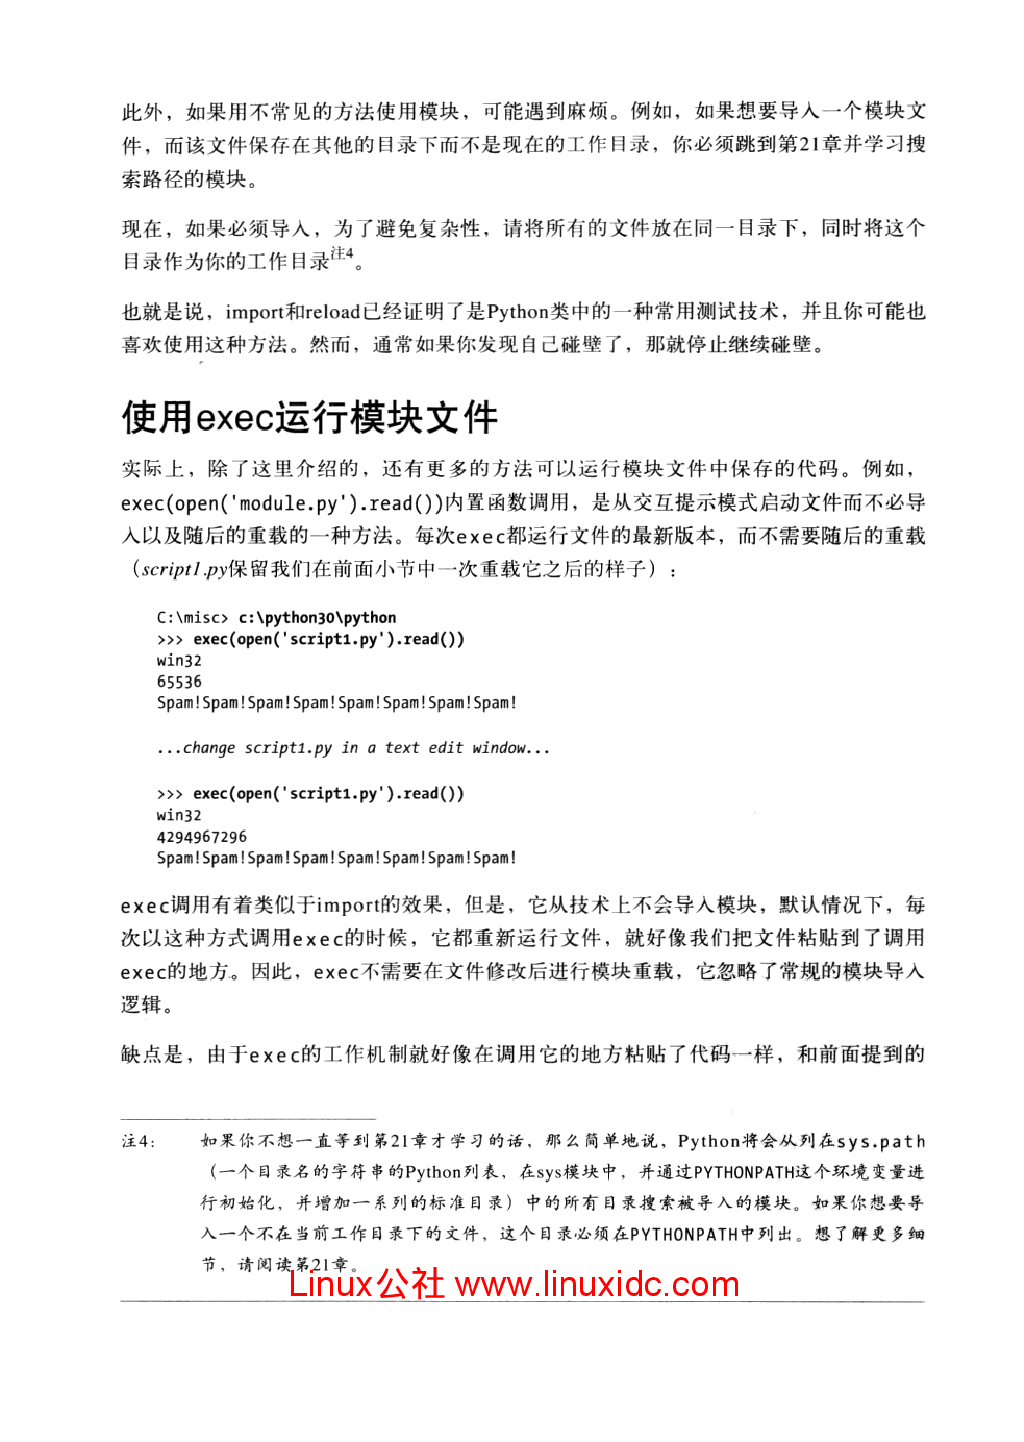 此外，如果用不常见的方法使用模块，可能遇到麻烦。例如，如果想要导入一个模块文
件，而该文件保存在其他的目录下而不是现在的工作目录，你必须跳到第21章并学习搜
索路径的模块。
现在，如果必须导入，为了避免复杂性，请将所有的文件放在同一目录下，同时将这个
目录作为你的工作目录注4。
也就是说，import和reload已经证明了是Python类中的一种常用测试技术，并且你可能也
喜欢使用这种方法。然而，通常如果你发现自己碰壁了，那就停止继续碰壁。
使用exec运行模块文件
实际上，除了这里介绍的，还有更多的方法可以运行模块文件中保存的代码。例如，
exec(open('module.py').read())内置函数调用，是从交互提示模式启动文件而不必导
入以及随后的重载的一种方法。每次exec都运行文件的最新版本，而不需要随后的重载
（script1.py保留我们在前面小节中一次重载它之后的样子）：
C:\misc> c:\python30\python
>>> exec(open('script1.py').read())
win32
65536
Spam!Spam!Spam!Spam!Spam!Spam!Spam!Spam!
...change script1.py in a text edit window...
>>> exec(open('script1.py').read())
win32
4294967296
Spam!Spam!Spam!Spam!Spam!Spam!Spam!Spam!
exec调用有着类似于import的效果，但是，它从技术上不会导入模块，默认情况下，每
次以这种方式调用exec的时候，它都重新运行文件，就好像我们把文件粘贴到了调用
exec的地方。因此，exec不需要在文件修改后进行模块重载，它忽略了常规的模块导入
逻辑。
缺点是，由于exec的工作机制就好像在调用它的地方粘贴了代码一样，和前面提到的
注4： 如果你不想一直等到第21章才学习的话，那么简单地说，Python将会从列在sys.path
（一个目录名的字符串的Python列表，在sys模块中，并通过PYTHONPATH这个环境变量进
行初始化，并增加一系列的标准目录）中的所有目录搜索被导入的模块。如果你想要导
入一个不在当前工作目录下的文件，这个目录必须在PYTHONPATH中列出。想了解更多细
节，请阅读第21章。
Linux公社 www.linuxidc.com